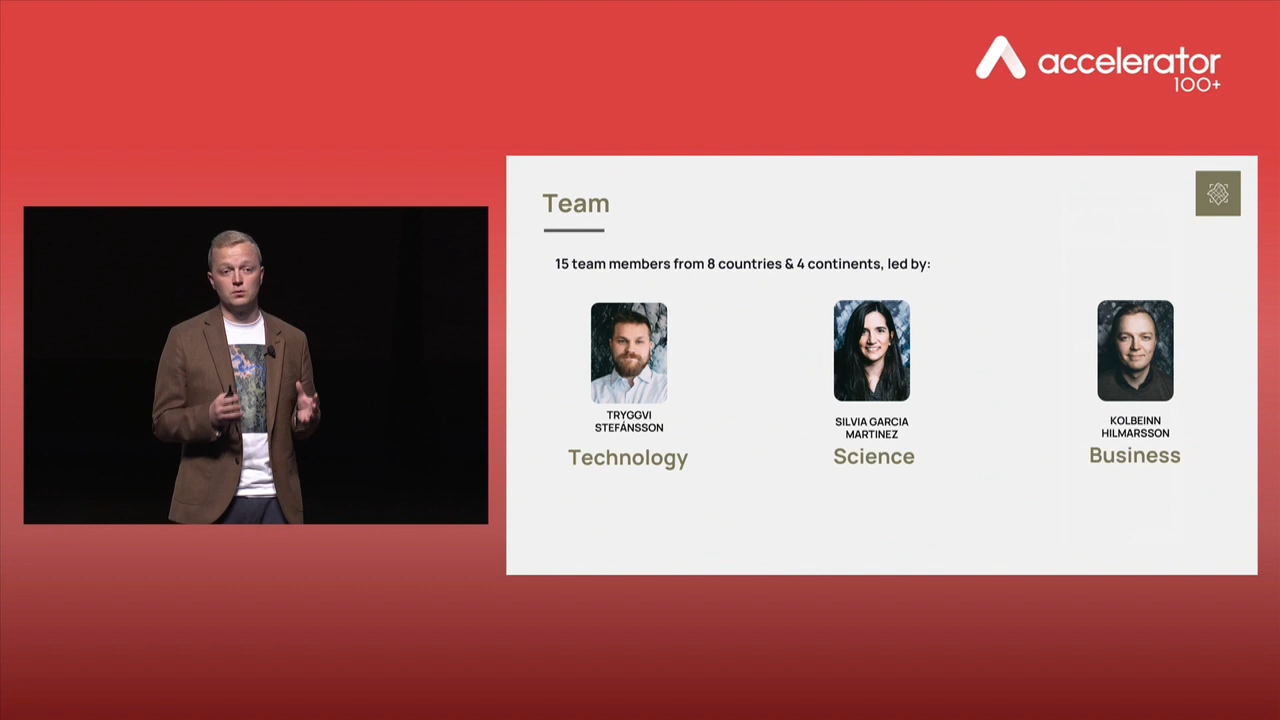 accelerator
100+
Team
15 team members from 8 countries & 4 continents, led by:
TRYGGVI
STEFÁNSSON
Technology
SILVIA GARCIA
MARTINEZ
Science
KOLBEINN
HILMARSSON
Business